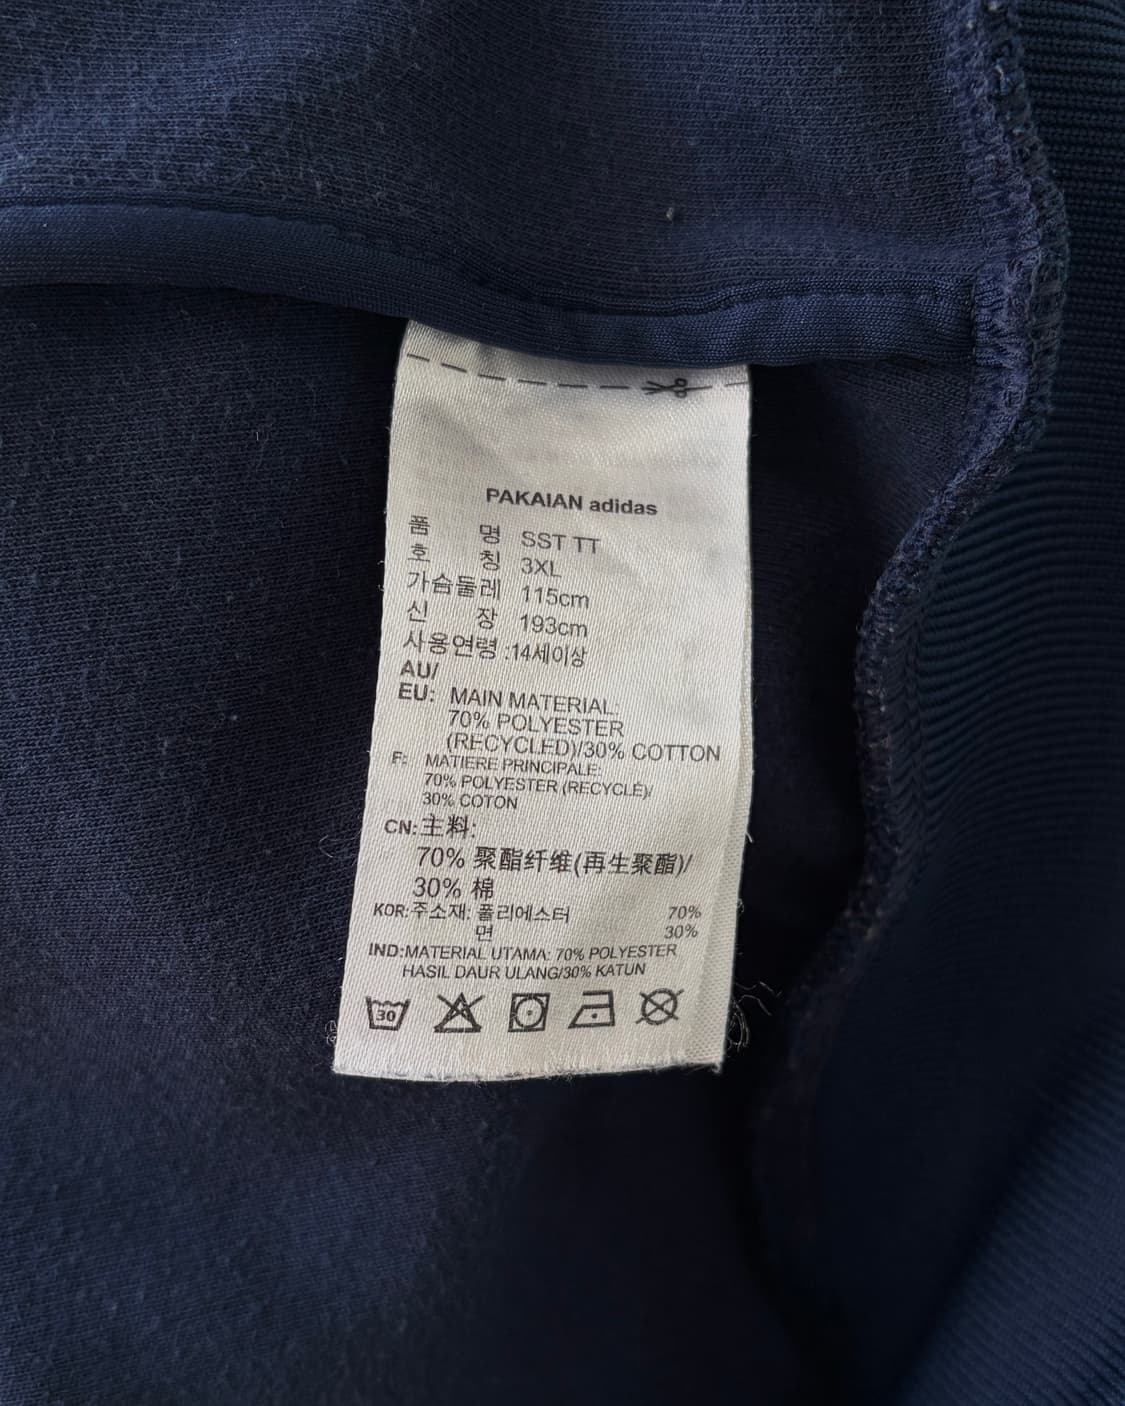 PAKAIAN adidas
품 명 SST TT
호 칭 3XL
가슴둘레 115cm
신 장 193cm
사용연령 :14세이상
AU/
EU: MAIN MATERIAL:
70% POLYESTER
(RECYCLED)/30% COTTON
F: MATIERE PRINCIPALE:
70% POLYESTER (RECYCLÉ)/
30% COTON
CN:主料:
70% 聚酯纤维(再生聚酯)/
30% 棉
KOR:주소재: 폴리에스터 70%
면 30%
IND:MATERIAL UTAMA: 70% POLYESTER
HASIL DAUR ULANG/30% KATUN
30